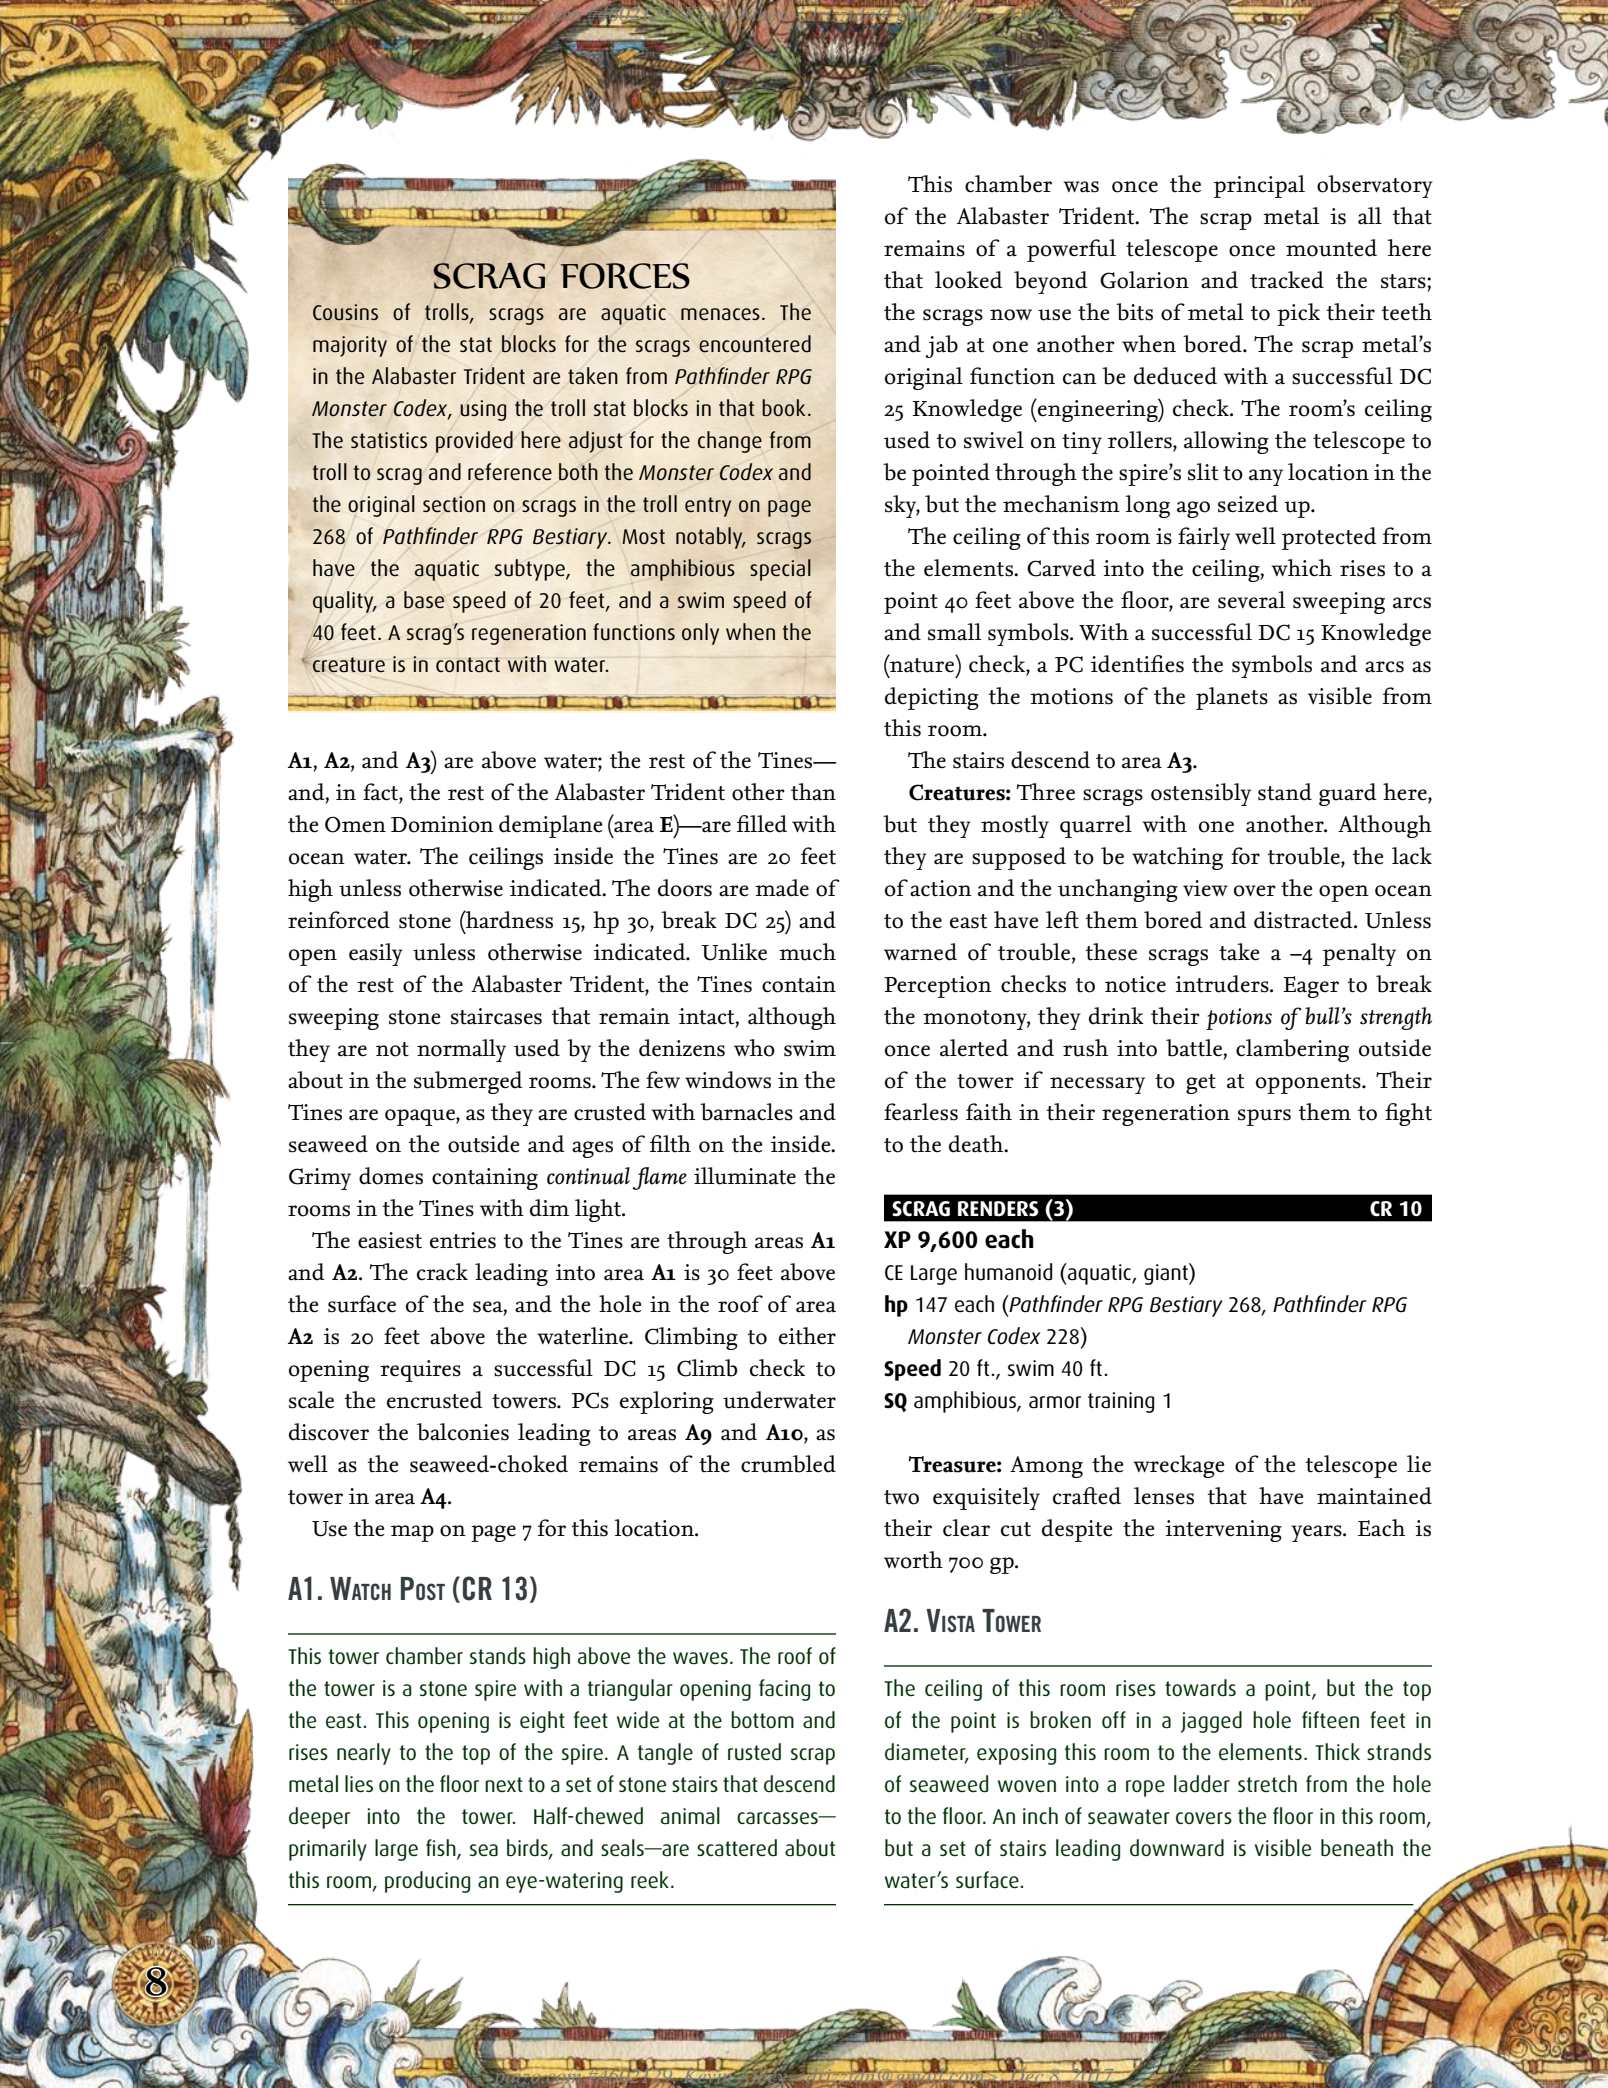 SCRAG FORCES
Cousins of trolls, scrags are aquatic menaces. The
majority of the stat blocks for the scrags encountered
in the Alabaster Trident are taken from Pathfinder RPG
Monster Codex, using the troll stat blocks in that book.
The statistics provided here adjust for the change from
troll to scrag and reference both the Monster Codex and
the original section on scrags in the troll entry on page
268 of Pathfinder RPG Bestiary. Most notably, scrags
have the aquatic subtype, the amphibious special
quality, a base speed of 20 feet, and a swim speed of
40 feet. A scrag's regeneration functions only when the
creature is in contact with water.
A1, A2, and A3) are above water; the rest of the Tines—
and, in fact, the rest of the Alabaster Trident other than
the Omen Dominion demiplane (area E)—are filled with
ocean water. The ceilings inside the Tines are 20 feet
high unless otherwise indicated. The doors are made of
reinforced stone (hardness 15, hp 30, break DC 25) and
open easily unless otherwise indicated. Unlike much
of the rest of the Alabaster Trident, the Tines contain
sweeping stone staircases that remain intact, although
they are not normally used by the denizens who swim
about in the submerged rooms. The few windows in the
Tines are opaque, as they are crusted with barnacles and
seaweed on the outside and ages of filth on the inside.
Grimy domes containing continual flame illuminate the
rooms in the Tines with dim light.
The easiest entries to the Tines are through areas A1
and A2. The crack leading into area A1 is 30 feet above
the surface of the sea, and the hole in the roof of area
A2 is 20 feet above the waterline. Climbing to either
opening requires a successful DC 15 Climb check to
scale the encrusted towers. PCs exploring underwater
discover the balconies leading to areas A9 and A10, as
well as the seaweed-choked remains of the crumbled
tower in area A4.
Use the map on page 7 for this location.
A1. Watch Post (CR 13)
This tower chamber stands high above the waves. The roof of
the tower is a stone spire with a triangular opening facing to
the east. This opening is eight feet wide at the bottom and
rises nearly to the top of the spire. A tangle of rusted scrap
metal lies on the floor next to a set of stone stairs that descend
deeper into the tower. Half-chewed animal carcasses—
primarily large fish, sea birds, and seals—are scattered about
this room, producing an eye-watering reek.
This chamber was once the principal observatory
of the Alabaster Trident. The scrap metal is all that
remains of a powerful telescope once mounted here
that looked beyond Golarion and tracked the stars;
the scrags now use the bits of metal to pick their teeth
and jab at one another when bored. The scrap metal's
original function can be deduced with a successful DC
25 Knowledge (engineering) check. The room's ceiling
used to swivel on tiny rollers, allowing the telescope to
be pointed through the spire's slit to any location in the
sky, but the mechanism long ago seized up.
The ceiling of this room is fairly well protected from
the elements. Carved into the ceiling, which rises to a
point 40 feet above the floor, are several sweeping arcs
and small symbols. With a successful DC 15 Knowledge
(nature) check, a PC identifies the symbols and arcs as
depicting the motions of the planets as visible from
this room.
The stairs descend to area A3.
Creatures: Three scrags ostensibly stand guard here,
but they mostly quarrel with one another. Although
they are supposed to be watching for trouble, the lack
of action and the unchanging view over the open ocean
to the east have left them bored and distracted. Unless
warned of trouble, these scrags take a –4 penalty on
Perception checks to notice intruders. Eager to break
the monotony, they drink their potions of bull's strength
once alerted and rush into battle, clambering outside
of the tower if necessary to get at opponents. Their
fearless faith in their regeneration spurs them to fight
to the death.
SCRAG RENDERS (3) CR 10
XP 9,600 each
CE Large humanoid (aquatic, giant)
hp 147 each (Pathfinder RPG Bestiary 268, Pathfinder RPG
Monster Codex 228)
Speed 20 ft., swim 40 ft.
SQ amphibious, armor training 1
Treasure: Among the wreckage of the telescope lie
two exquisitely crafted lenses that have maintained
their clear cut despite the intervening years. Each is
worth 700 gp.
A2. Vista Tower
The ceiling of this room rises towards a point, but the top
of the point is broken off in a jagged hole fifteen feet in
diameter, exposing this room to the elements. Thick strands
of seaweed woven into a rope ladder stretch from the hole
to the floor. An inch of seawater covers the floor in this room,
but a set of stairs leading downward is visible beneath the
water's surface.
8